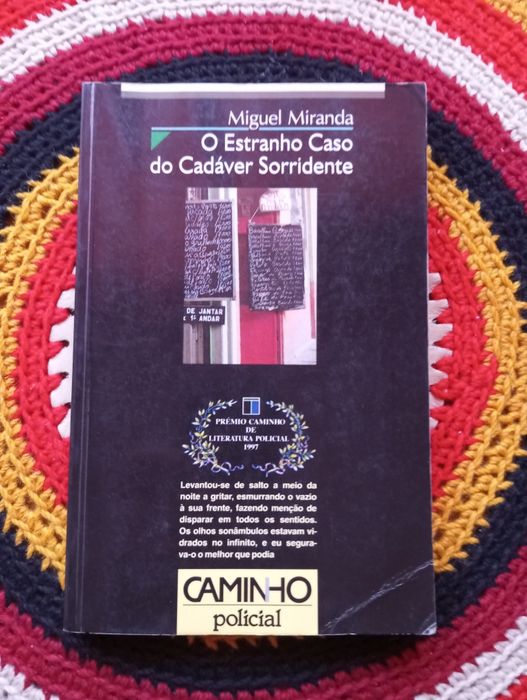 Miguel Miranda
O Estranho Caso
do Cadáver Sorridente
DE JANTAR
1º ANDAR
PRÉMIO CAMINHO
DE
LITERATURA POLICIAL
1997
Levantou-se de salto a meio da
noite a gritar, esmurrando o vazio
à sua frente, fazendo menção de
disparar em todos os sentidos.
Os olhos sonâmbulos estavam vi-
drados no infinito, e eu segura-
va-o o melhor que podia
CAMINHO
policial